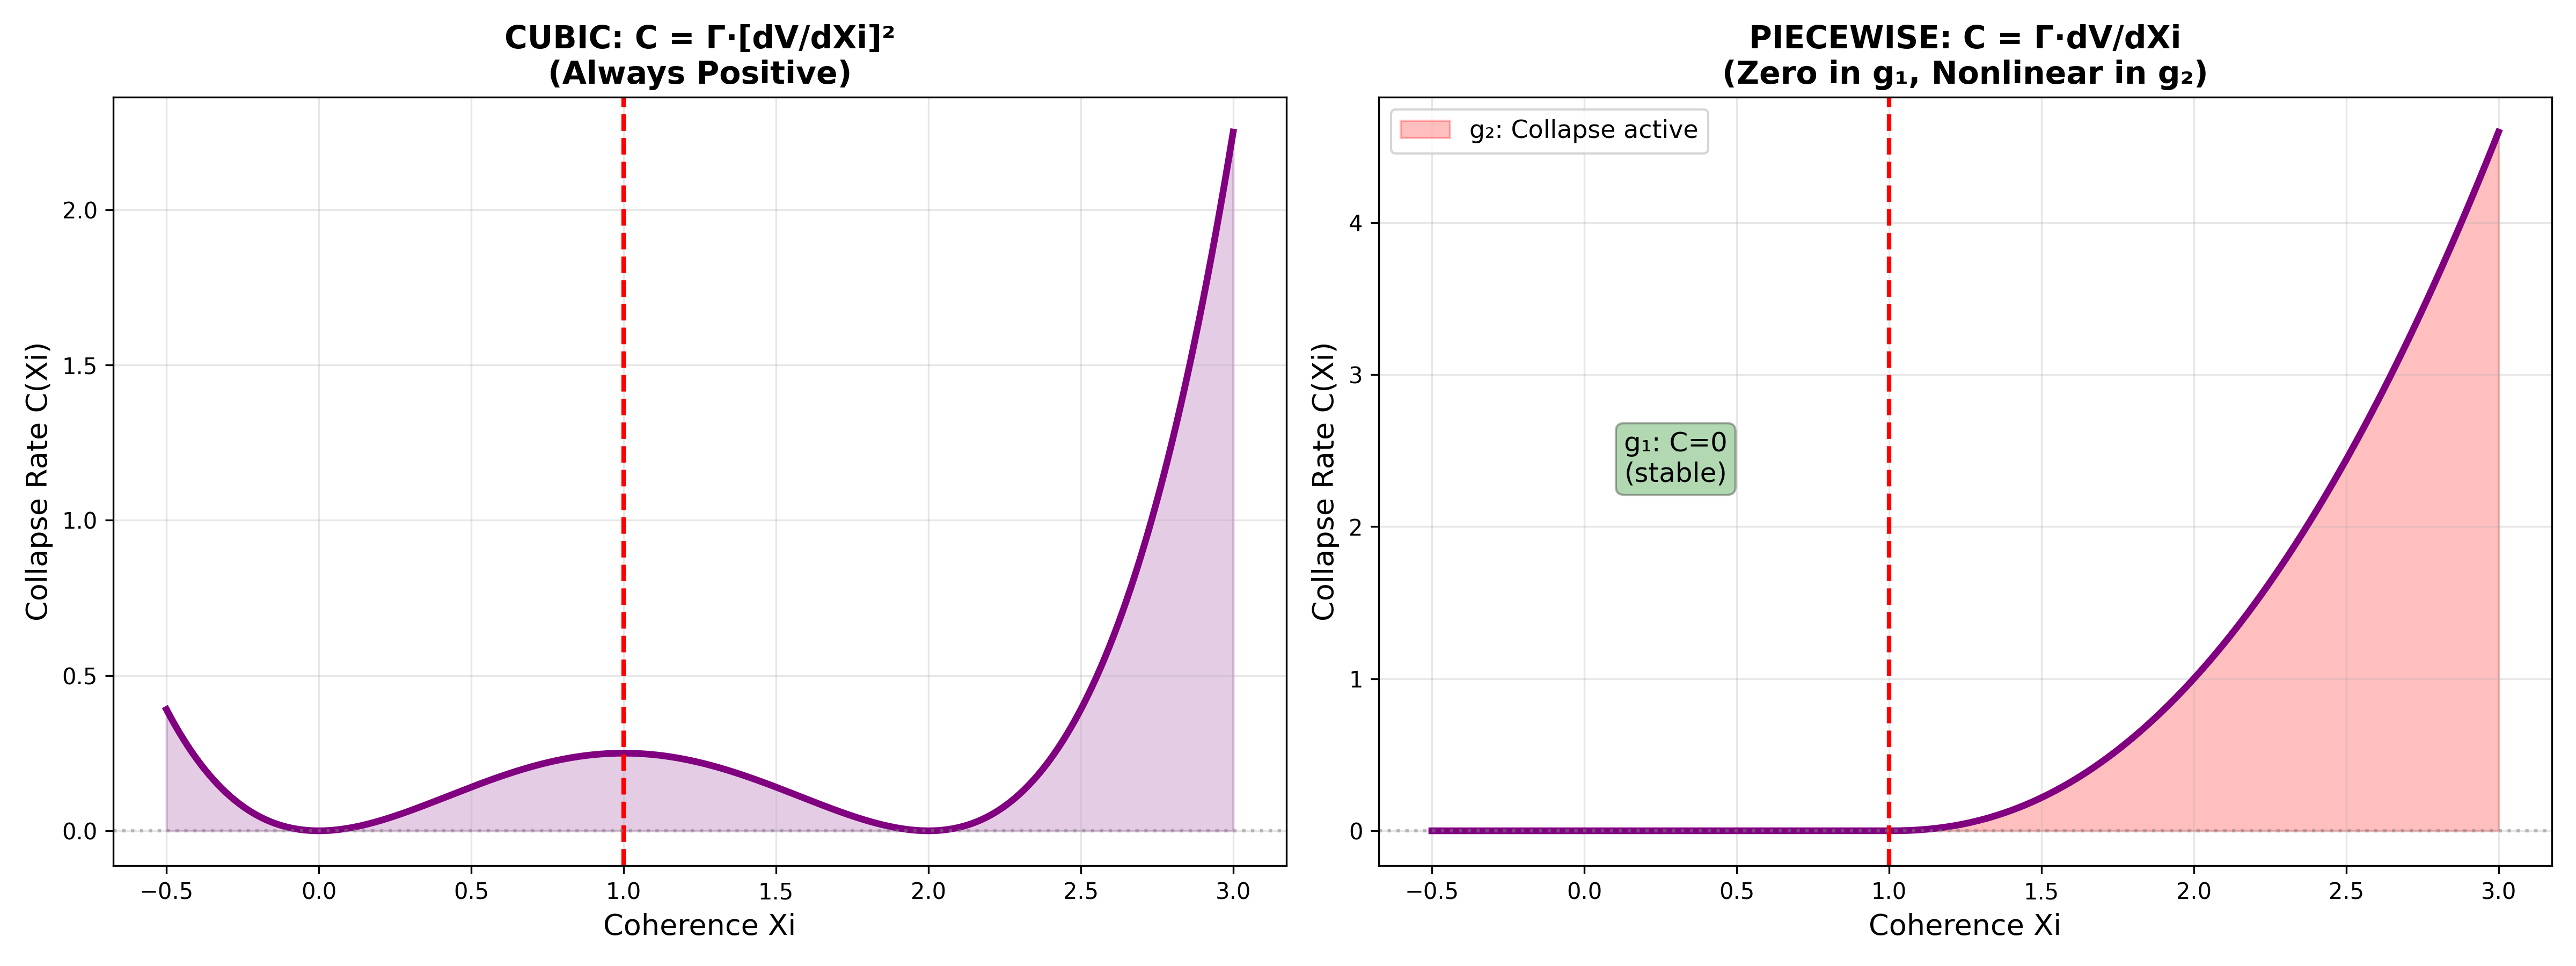 CUBIC: C = Γ·[dV/dXi]²
(Always Positive)
Collapse Rate C(Xi)
2.0
1.5
1.0
0.5
0.0
−0.5 0.0 0.5 1.0 1.5 2.0 2.5 3.0
Coherence Xi
PIECEWISE: C = Γ·dV/dXi
(Zero in g₁, Nonlinear in g₂)
g₂: Collapse active
g₁: C=0
(stable)
Collapse Rate C(Xi)
4
3
2
1
0
−0.5 0.0 0.5 1.0 1.5 2.0 2.5 3.0
Coherence Xi